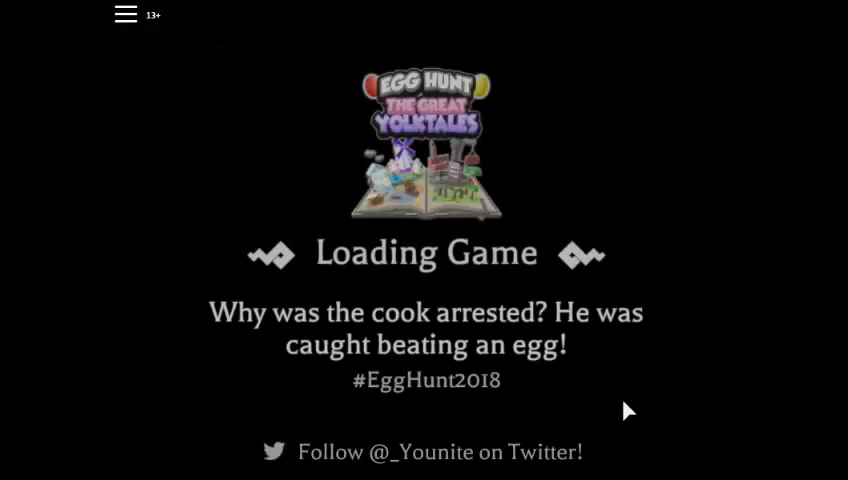 13+
EGG HUNT
THE GREAT
YOLKTALES
Loading Game
Why was the cook arrested? He was
caught beating an egg!
#EggHunt2018
Follow @_Younite on Twitter!